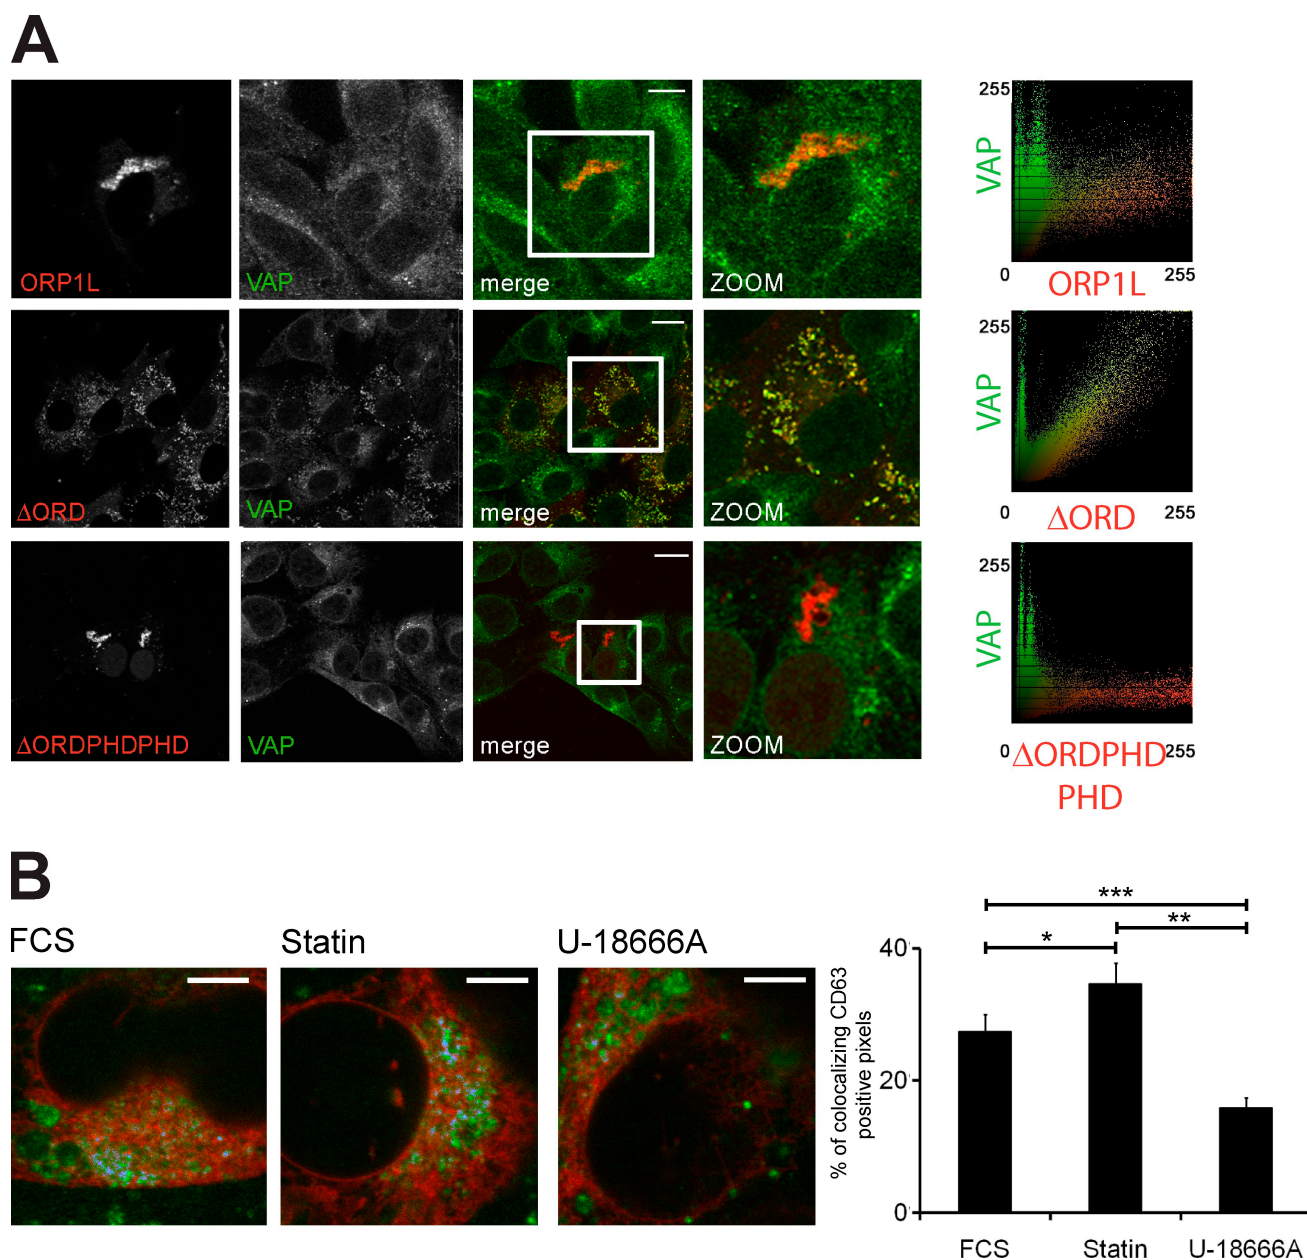 A
ORP1L
VAP
merge
ZOOM
255
VAP
0
255
ORP1L
ΔORD
VAP
merge
ZOOM
255
VAP
0
255
ΔORD
ΔORDPHDPHD
VAP
merge
ZOOM
255
VAP
0
255
ΔORDPHD
PHD
B
FCS
Statin
U-18666A
% of colocalizing CD63
positive pixels
***
**
*
40
20
0
FCS
Statin
U-18666A